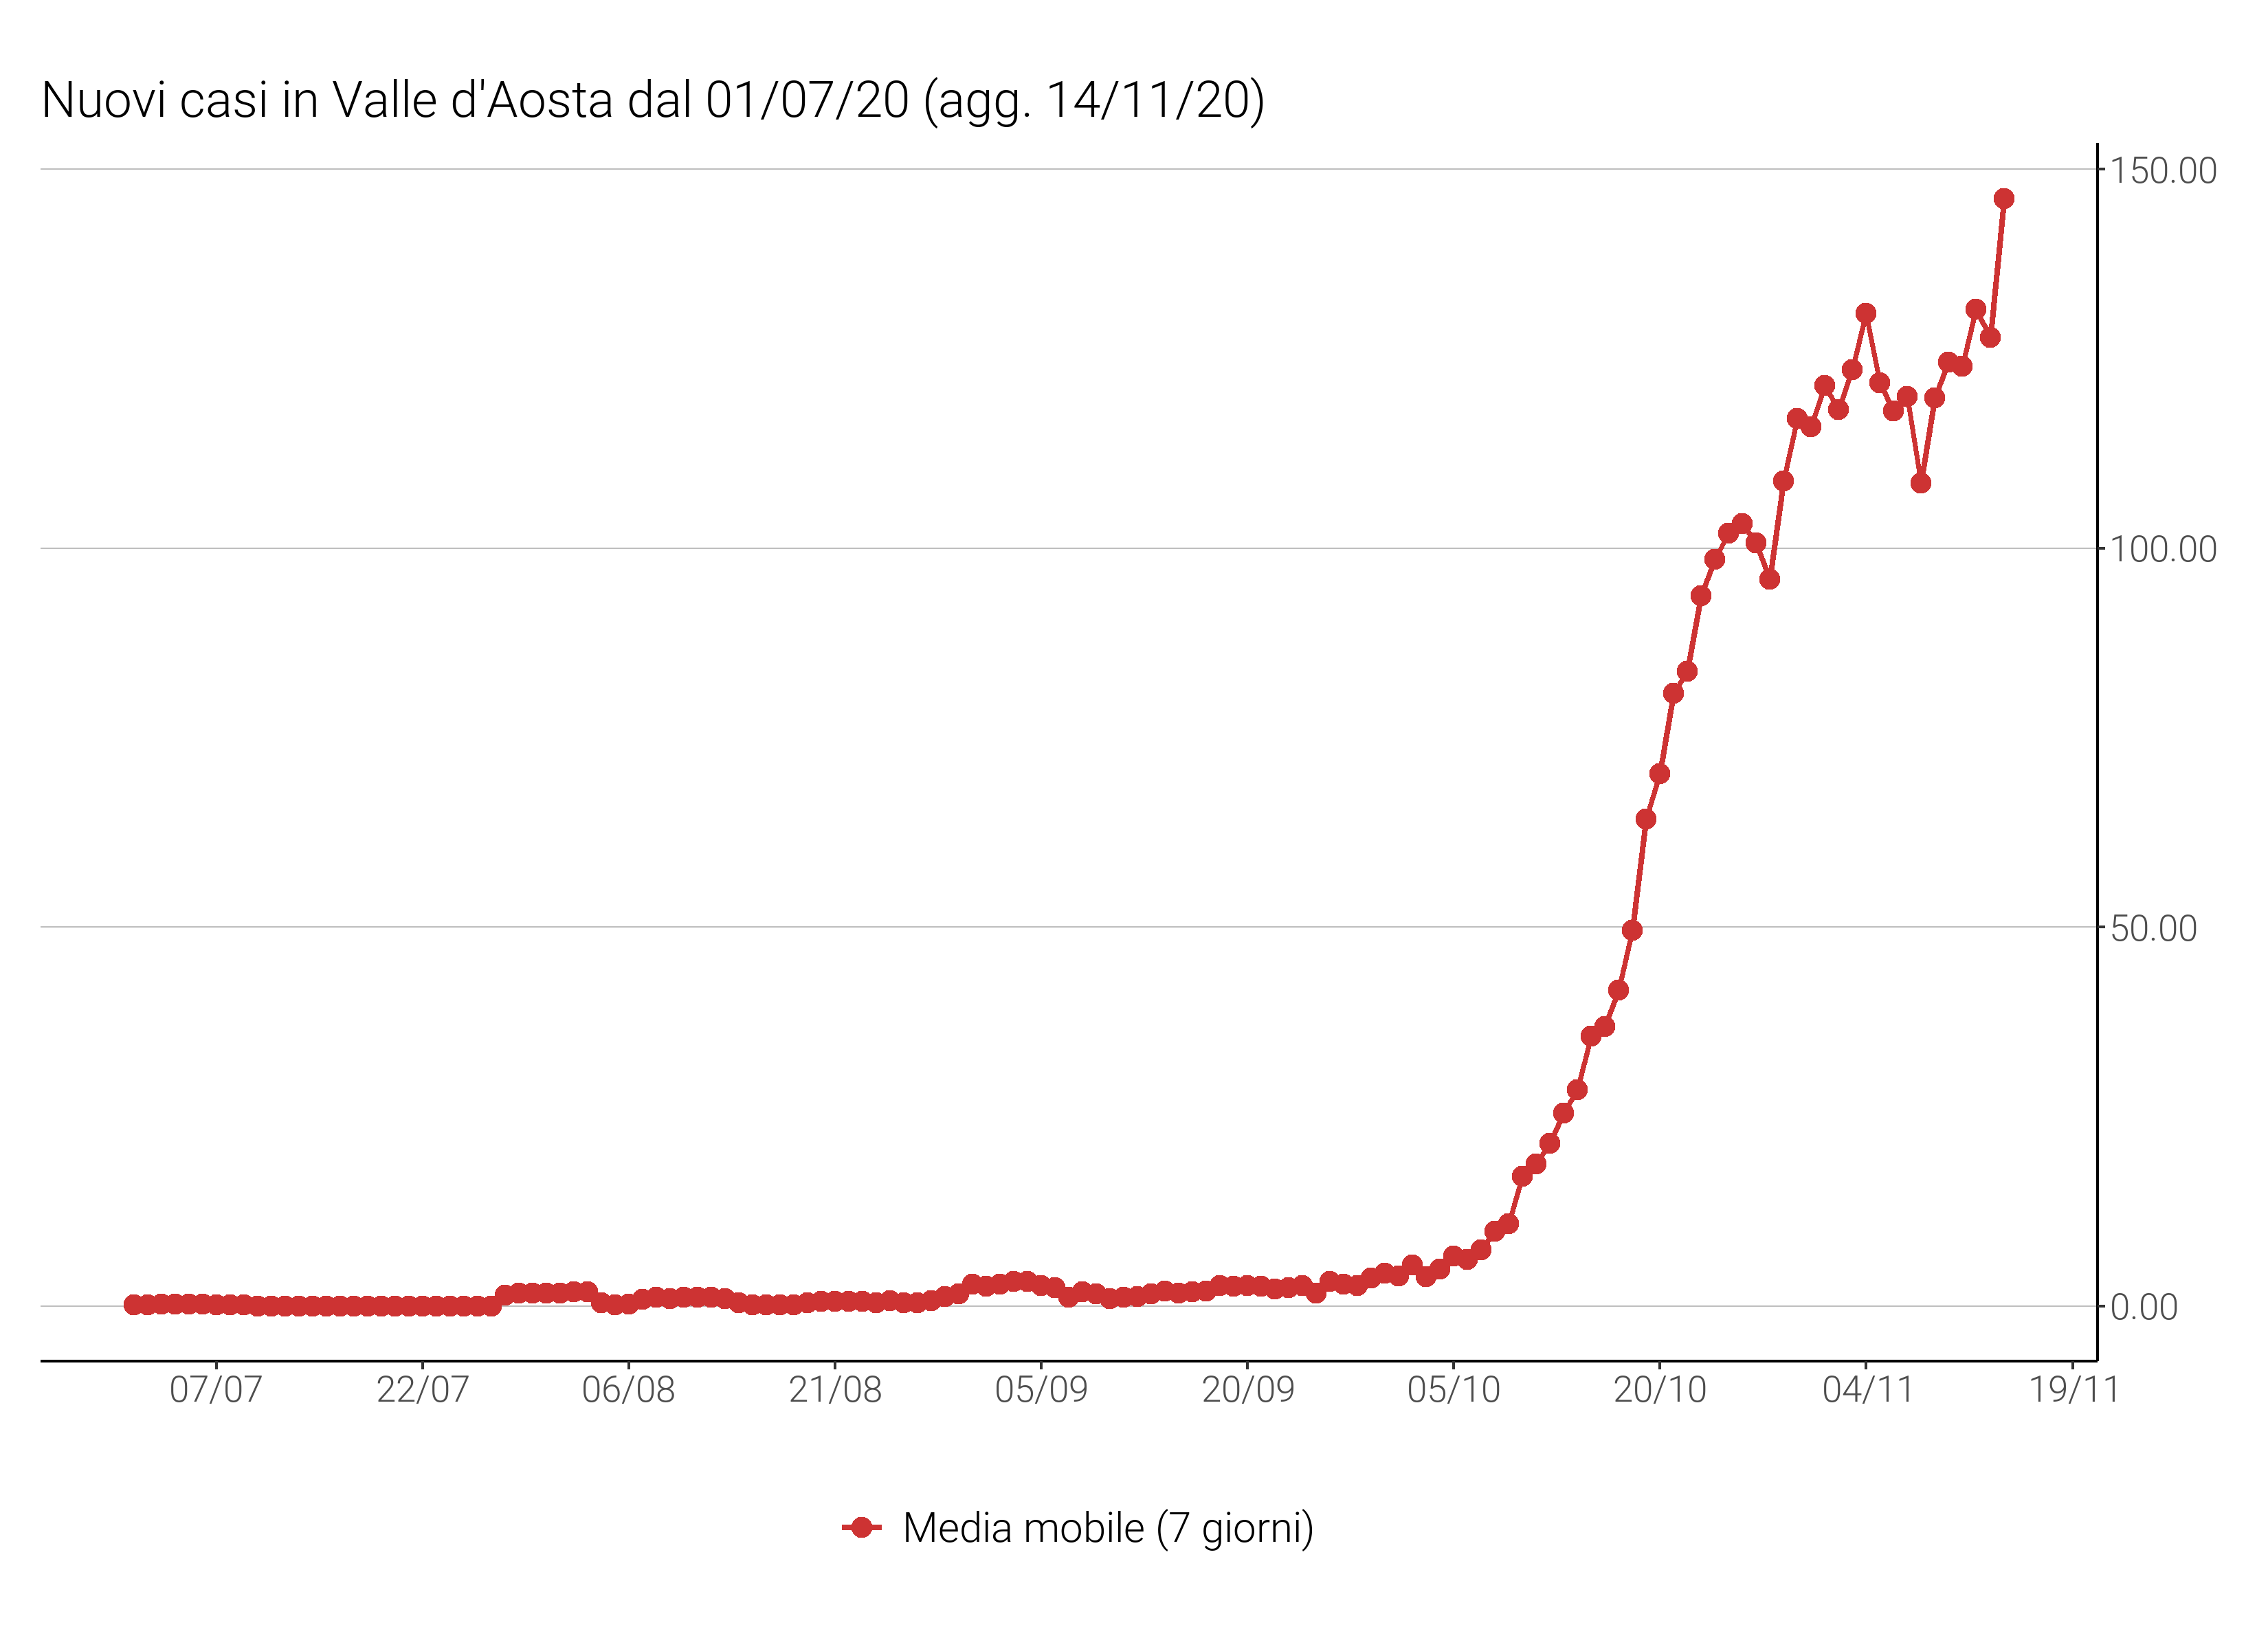 Nuovi casi in Valle d'Aosta dal 01/07/20 (agg. 14/11/20)
150.00
100.00
50.00
0.00
07/07 22/07 06/08 21/08 05/09 20/09 05/10 20/10 04/11 19/11
Media mobile (7 giorni)